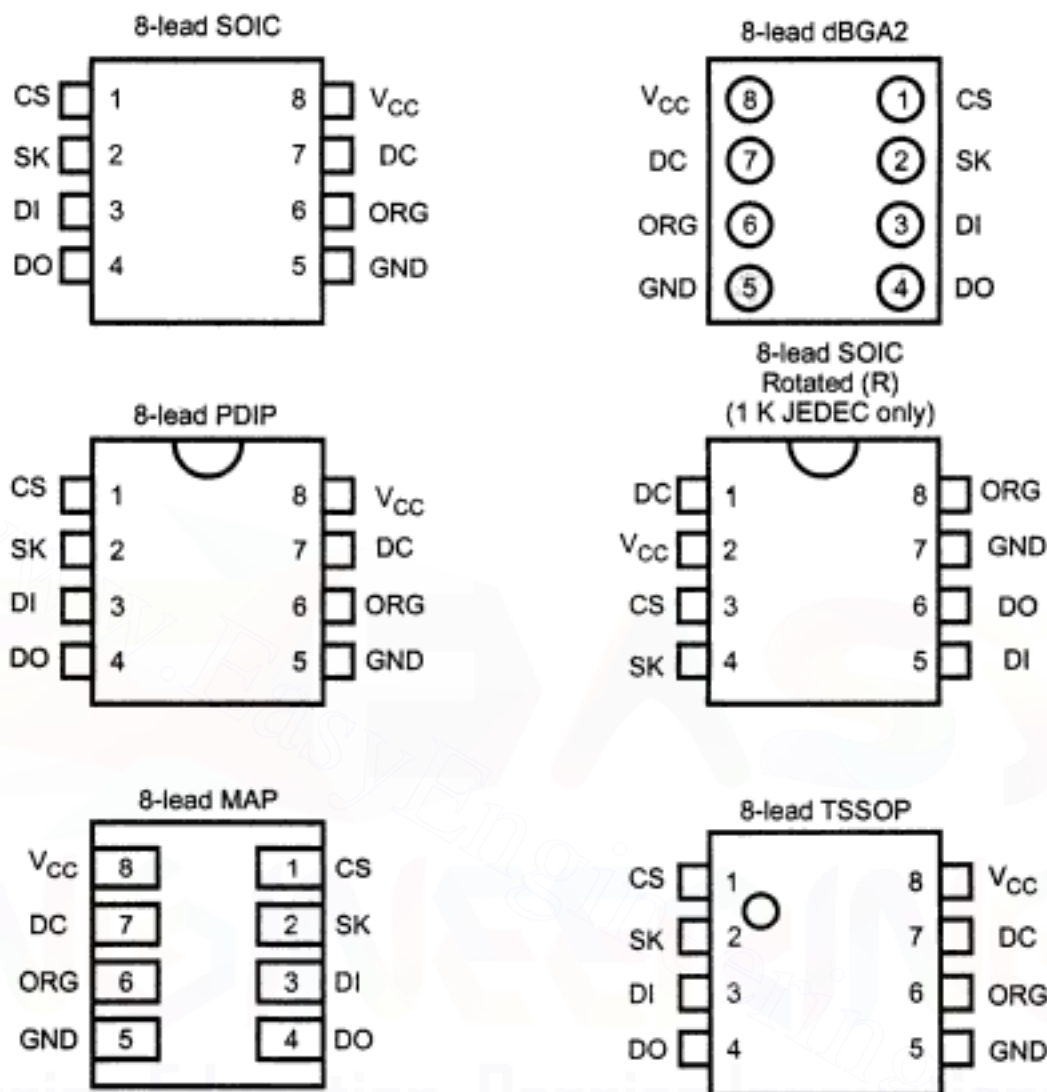 8-lead SOIC
CS 1 8 VCC
SK 2 7 DC
DI 3 6 ORG
DO 4 5 GND
8-lead dBGA2
VCC 8 1 CS
DC 7 2 SK
ORG 6 3 DI
GND 5 4 DO
8-lead PDIP
CS 1 8 VCC
SK 2 7 DC
DI 3 6 ORG
DO 4 5 GND
8-lead SOIC
Rotated (R)
(1 K JEDEC only)
DC 1 8 ORG
VCC 2 7 GND
CS 3 6 DO
SK 4 5 DI
8-lead MAP
VCC 8 1 CS
DC 7 2 SK
ORG 6 3 DI
GND 5 4 DO
8-lead TSSOP
CS 1 8 VCC
SK 2 7 DC
DI 3 6 ORG
DO 4 5 GND